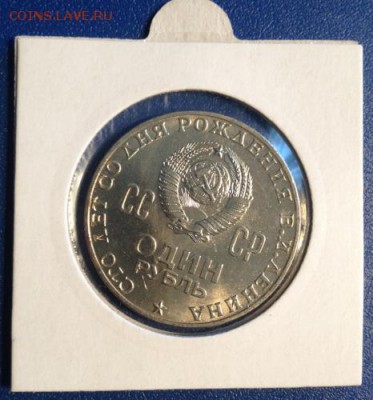 COINS.LAVE.RU
СТО ЛЕТ СО ДНЯ РОЖДЕНИЯ В.И.ЛЕНИНА
СС СР
ОДИН
РУБЛЬ